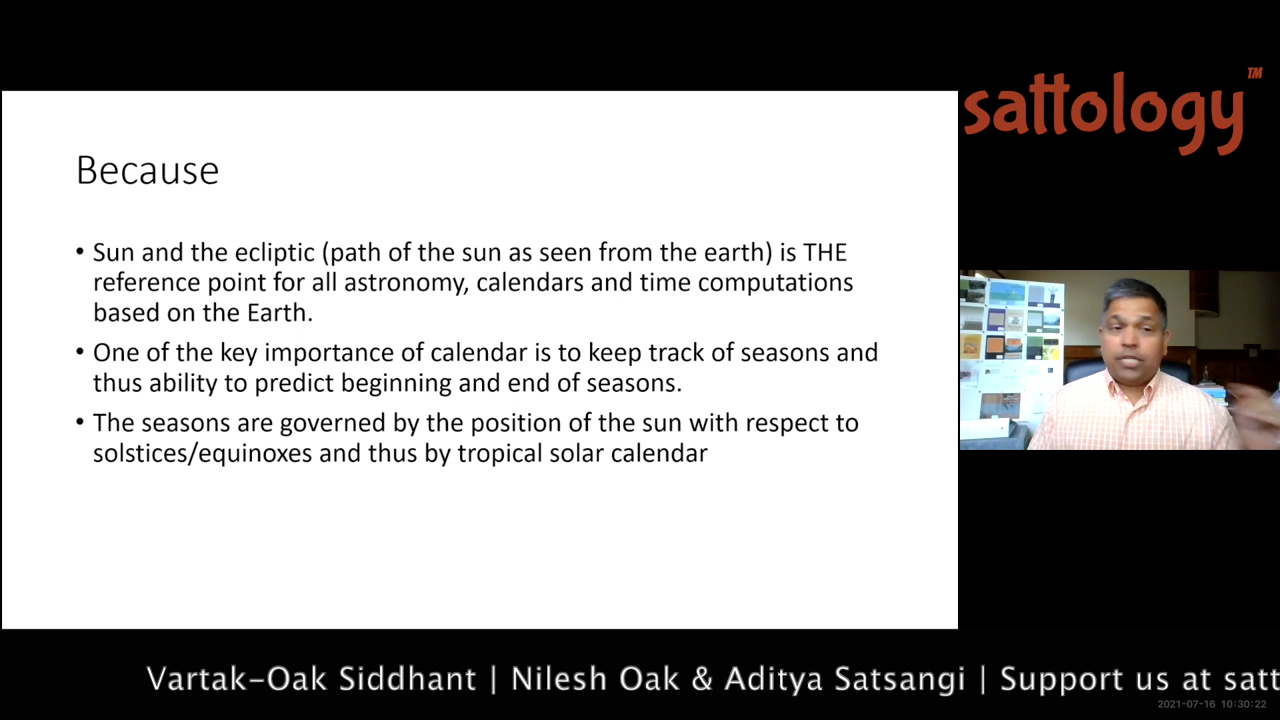 sattology™
Because
• Sun and the ecliptic (path of the sun as seen from the earth) is THE
reference point for all astronomy, calendars and time computations
based on the Earth.
• One of the key importance of calendar is to keep track of seasons and
thus ability to predict beginning and end of seasons.
• The seasons are governed by the position of the sun with respect to
solstices/equinoxes and thus by tropical solar calendar
Vartak-Oak Siddhant | Nilesh Oak & Aditya Satsangi | Support us at satt
2021-07-16 10:30:22